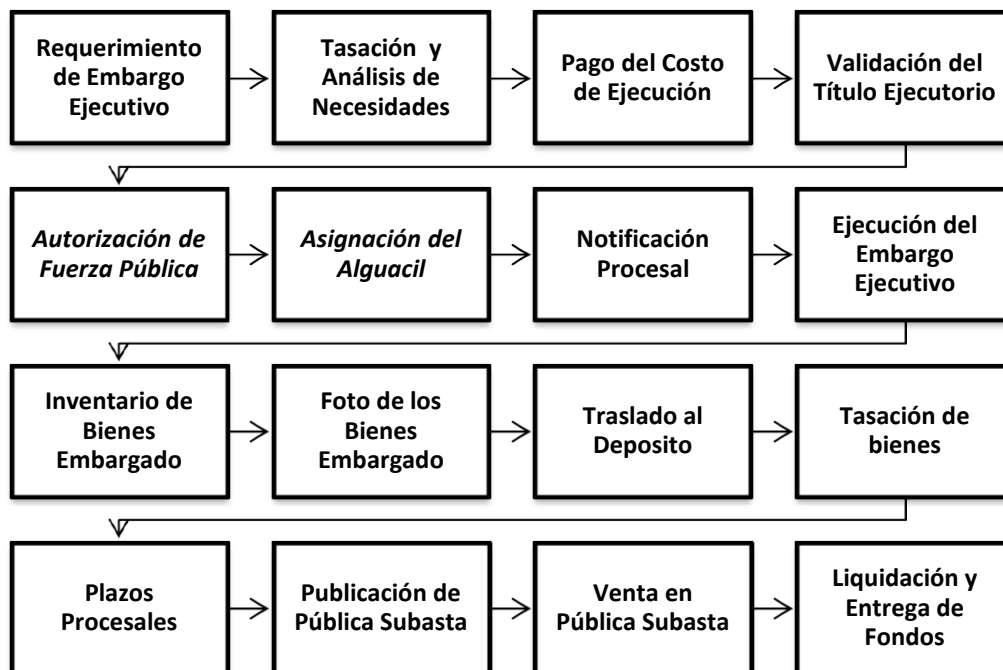 Requerimiento
de Embargo
Ejecutivo
Tasación y
Análisis de
Necesidades
Pago del Costo
de Ejecución
Validación del
Título Ejecutorio
Autorización de
Fuerza Pública
Asignación del
Alguacil
Notificación
Procesal
Ejecución del
Embargo
Ejecutivo
Inventario de
Bienes
Embargado
Foto de los
Bienes
Embargado
Traslado al
Deposito
Tasación de
bienes
Plazos
Procesales
Publicación de
Pública Subasta
Venta en
Pública Subasta
Liquidación y
Entrega de
Fondos